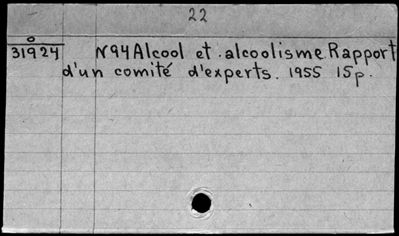 22
o
31924 N94 Alcool et alcoolisme. Rapport
d'un comité d'experts. 1955 15p.